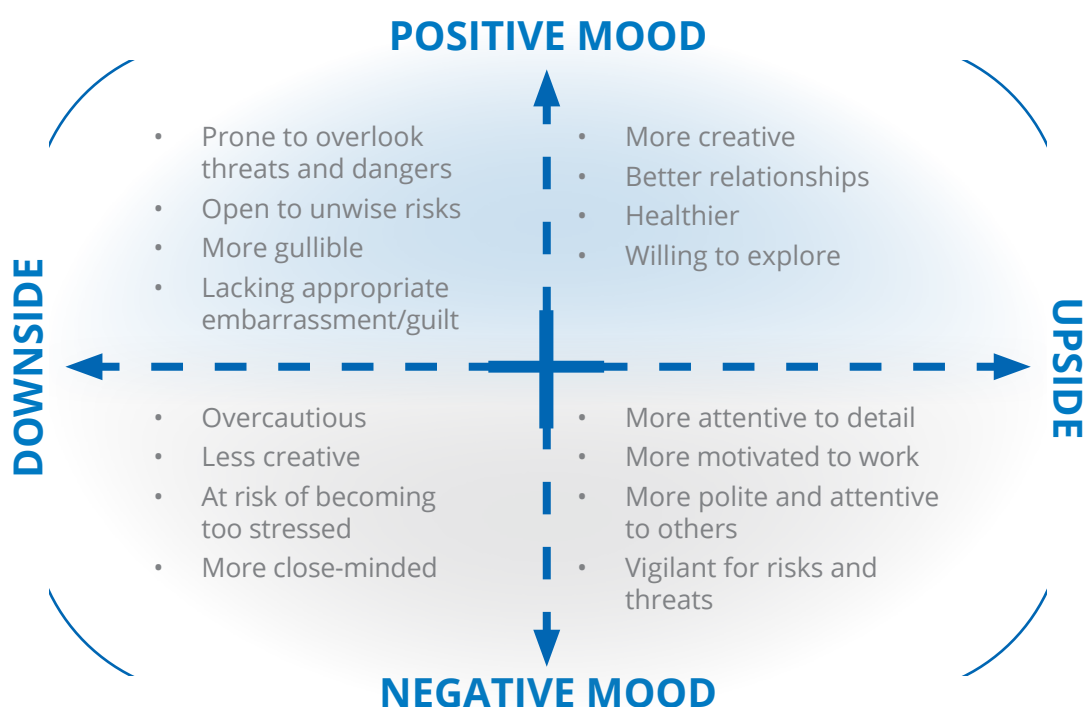 POSITIVE MOOD
DOWNSIDE
• Prone to overlook
threats and dangers
• Open to unwise risks
• More gullible
• Lacking appropriate
embarrassment/guilt
• More creative
• Better relationships
• Healthier
• Willing to explore
UPSIDE
• Overcautious
• Less creative
• At risk of becoming
too stressed
• More close-minded
• More attentive to detail
• More motivated to work
• More polite and attentive
to others
• Vigilant for risks and
threats
NEGATIVE MOOD